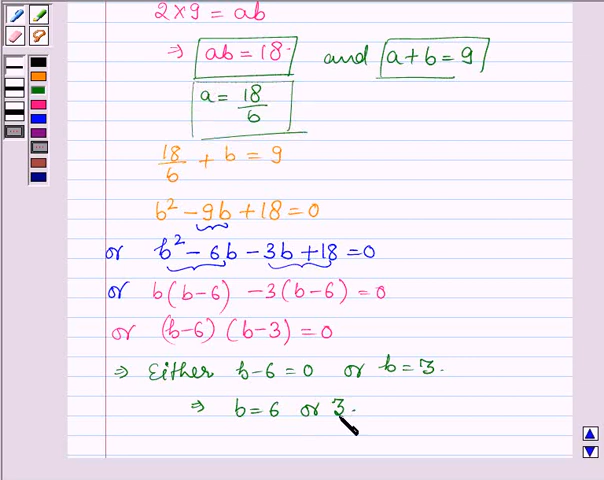 2×9 = ab
⇒ ab = 18. and a+b = 9
a = 18/b
18/b + b = 9
b² - 9b + 18 = 0
or b² - 6b - 3b + 18 = 0
or b(b-6) -3(b-6) = 0
or (b-6) (b-3) = 0
⇒ Either b-6 = 0 or b = 3.
⇒ b = 6 or 3.